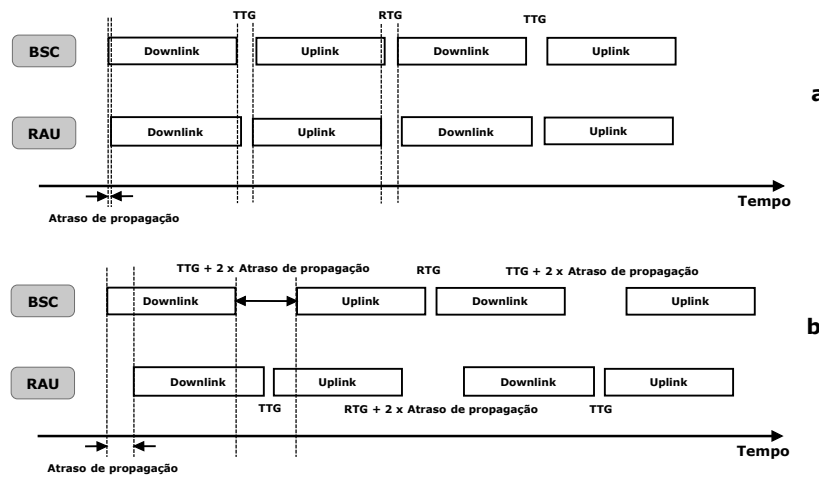 TTG RTG TTG
BSC Downlink Uplink Downlink Uplink
a
RAU Downlink Uplink Downlink Uplink
Tempo
Atraso de propagação
TTG + 2 x Atraso de propagação RTG TTG + 2 x Atraso de propagação
BSC Downlink Uplink Downlink Uplink
b
RAU Downlink Uplink Downlink Uplink
TTG RTG + 2 x Atraso de propagação TTG
Tempo
Atraso de propagação